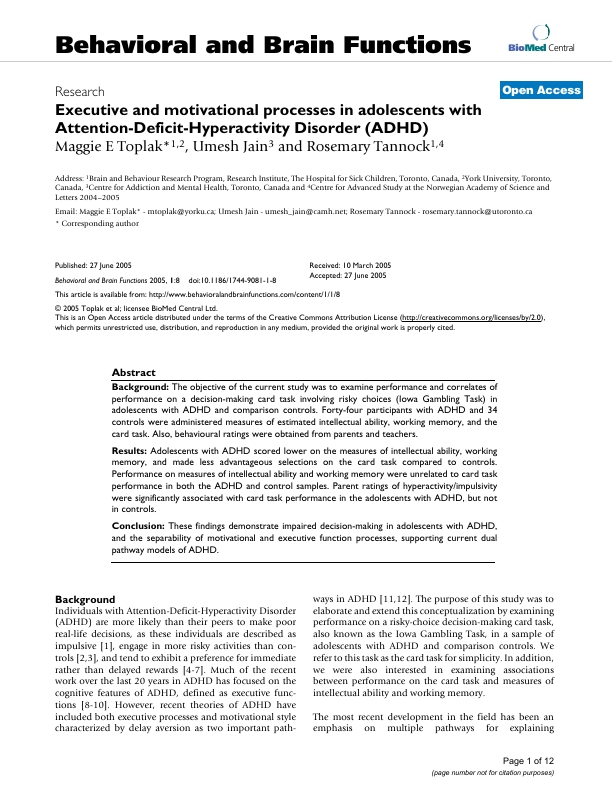 Behavioral and Brain Functions
BioMed Central
Research
Open Access
Executive and motivational processes in adolescents with
Attention-Deficit-Hyperactivity Disorder (ADHD)
Maggie E Toplak*1,2, Umesh Jain3 and Rosemary Tannock1,4
Address: 1Brain and Behaviour Research Program, Research Institute, The Hospital for Sick Children, Toronto, Canada, 2York University, Toronto,
Canada, 3Centre for Addiction and Mental Health, Toronto, Canada and 4Centre for Advanced Study at the Norwegian Academy of Science and
Letters 2004–2005
Email: Maggie E Toplak* - mtoplak@yorku.ca; Umesh Jain - umesh_jain@camh.net; Rosemary Tannock - rosemary.tannock@utoronto.ca
* Corresponding author
Published: 27 June 2005
Behavioral and Brain Functions 2005, 1:8 doi:10.1186/1744-9081-1-8
Received: 10 March 2005
Accepted: 27 June 2005
This article is available from: http://www.behavioralandbrainfunctions.com/content/1/1/8
© 2005 Toplak et al; licensee BioMed Central Ltd.
This is an Open Access article distributed under the terms of the Creative Commons Attribution License (http://creativecommons.org/licenses/by/2.0),
which permits unrestricted use, distribution, and reproduction in any medium, provided the original work is properly cited.
Abstract
Background: The objective of the current study was to examine performance and correlates of
performance on a decision-making card task involving risky choices (Iowa Gambling Task) in
adolescents with ADHD and comparison controls. Forty-four participants with ADHD and 34
controls were administered measures of estimated intellectual ability, working memory, and the
card task. Also, behavioural ratings were obtained from parents and teachers.
Results: Adolescents with ADHD scored lower on the measures of intellectual ability, working
memory, and made less advantageous selections on the card task compared to controls.
Performance on measures of intellectual ability and working memory were unrelated to card task
performance in both the ADHD and control samples. Parent ratings of hyperactivity/impulsivity
were significantly associated with card task performance in the adolescents with ADHD, but not
in controls.
Conclusion: These findings demonstrate impaired decision-making in adolescents with ADHD,
and the separability of motivational and executive function processes, supporting current dual
pathway models of ADHD.
Background
Individuals with Attention-Deficit-Hyperactivity Disorder
(ADHD) are more likely than their peers to make poor
real-life decisions, as these individuals are described as
impulsive [1], engage in more risky activities than con-
trols [2,3], and tend to exhibit a preference for immediate
rather than delayed rewards [4-7]. Much of the recent
work over the last 20 years in ADHD has focused on the
cognitive features of ADHD, defined as executive func-
tions [8-10]. However, recent theories of ADHD have
included both executive processes and motivational style
characterized by delay aversion as two important path-
ways in ADHD [11,12]. The purpose of this study was to
elaborate and extend this conceptualization by examining
performance on a risky-choice decision-making card task,
also known as the Iowa Gambling Task, in a sample of
adolescents with ADHD and comparison controls. We
refer to this task as the card task for simplicity. In addition,
we were also interested in examining associations
between performance on the card task and measures of
intellectual ability and working memory.
The most recent development in the field has been an
emphasis on multiple pathways for explaining
Page 1 of 12
(page number not for citation purposes)